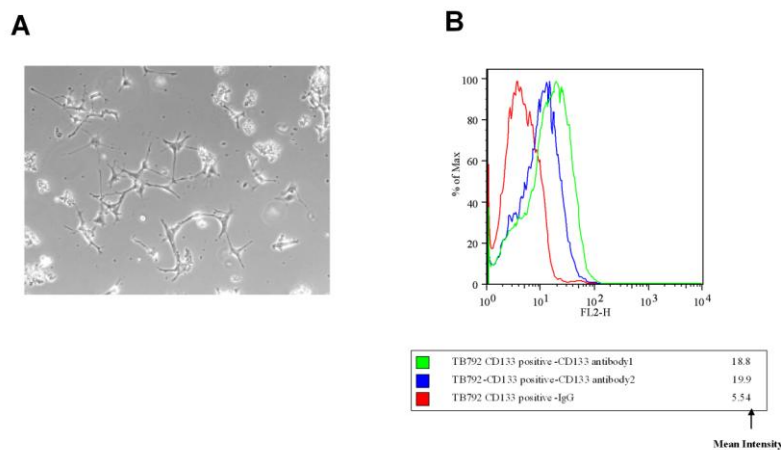 A
B
100
80
60
40
20
0
% of Max
10^0 10^1 10^2 10^3 10^4
FL2-H
TB792 CD133 positive -CD133 antibody1 18.8
TB792-CD133 positive-CD133 antibody2 19.9
TB792 CD133 positive -IgG 5.54
Mean Intensity